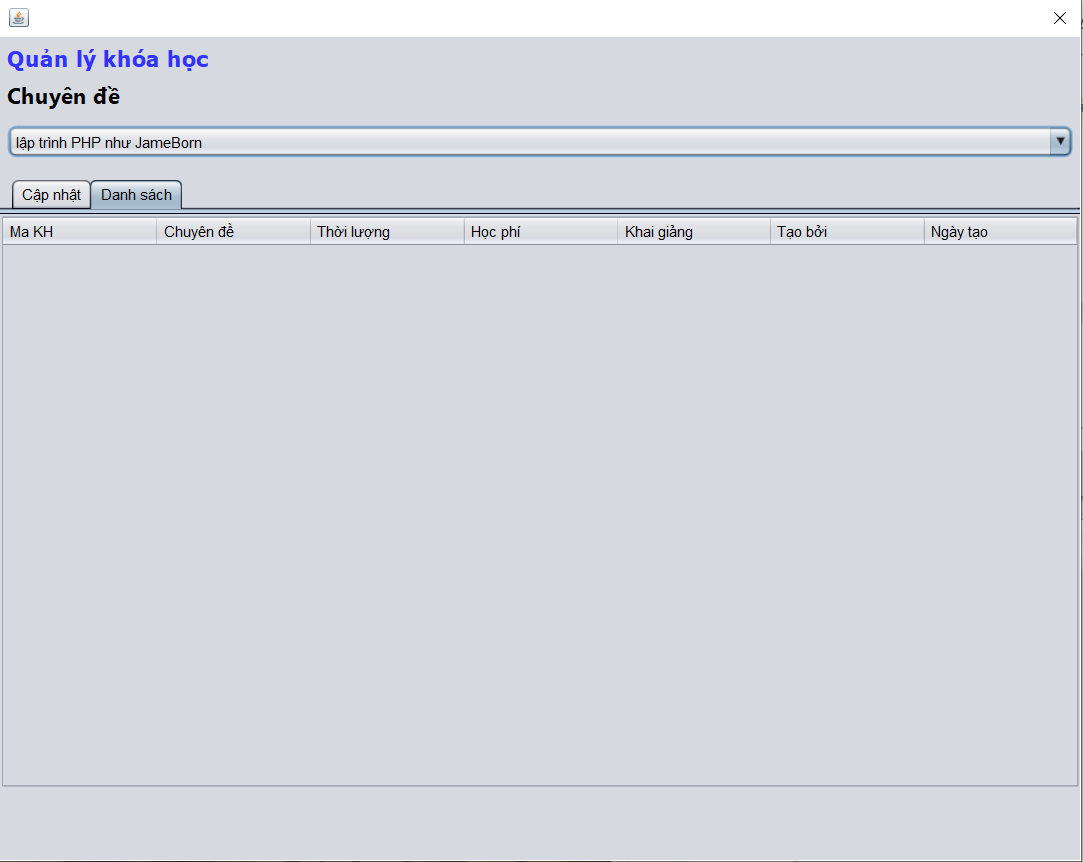 Quản lý khóa học
Chuyên đề
lập trình PHP như JameBorn
Cập nhật Danh sách
Ma KH Chuyên đề Thời lượng Học phí Khai giảng Tạo bởi Ngày tạo